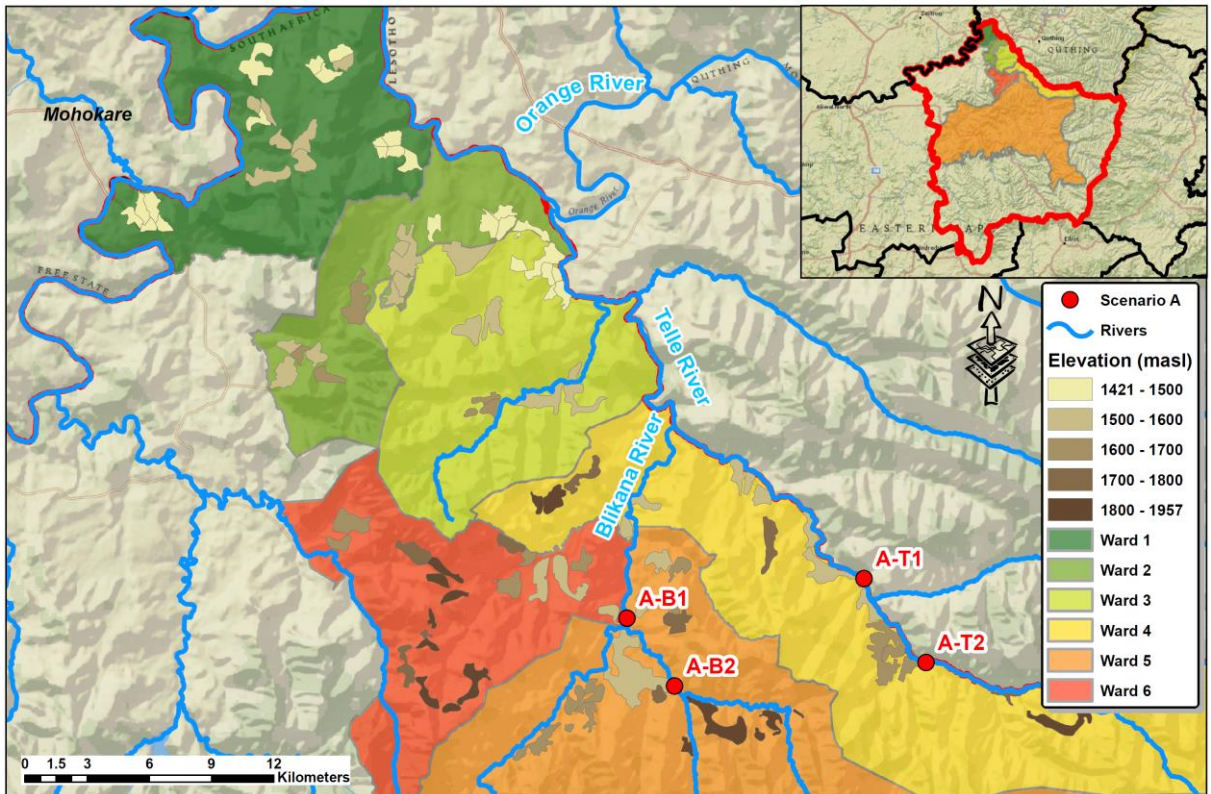 SOUTH AFRICA
LESOTHO
QUTHING
Orange River
Mohokare
Orange River
FREE STATE
Telle River
Blikana River
A-T1
A-T2
A-B1
A-B2
0 1.5 3 6 9 12
Kilometers
QUTHING
EASTERN CAPE
N
Scenario A
Rivers
Elevation (masl)
1421 - 1500
1500 - 1600
1600 - 1700
1700 - 1800
1800 - 1957
Ward 1
Ward 2
Ward 3
Ward 4
Ward 5
Ward 6